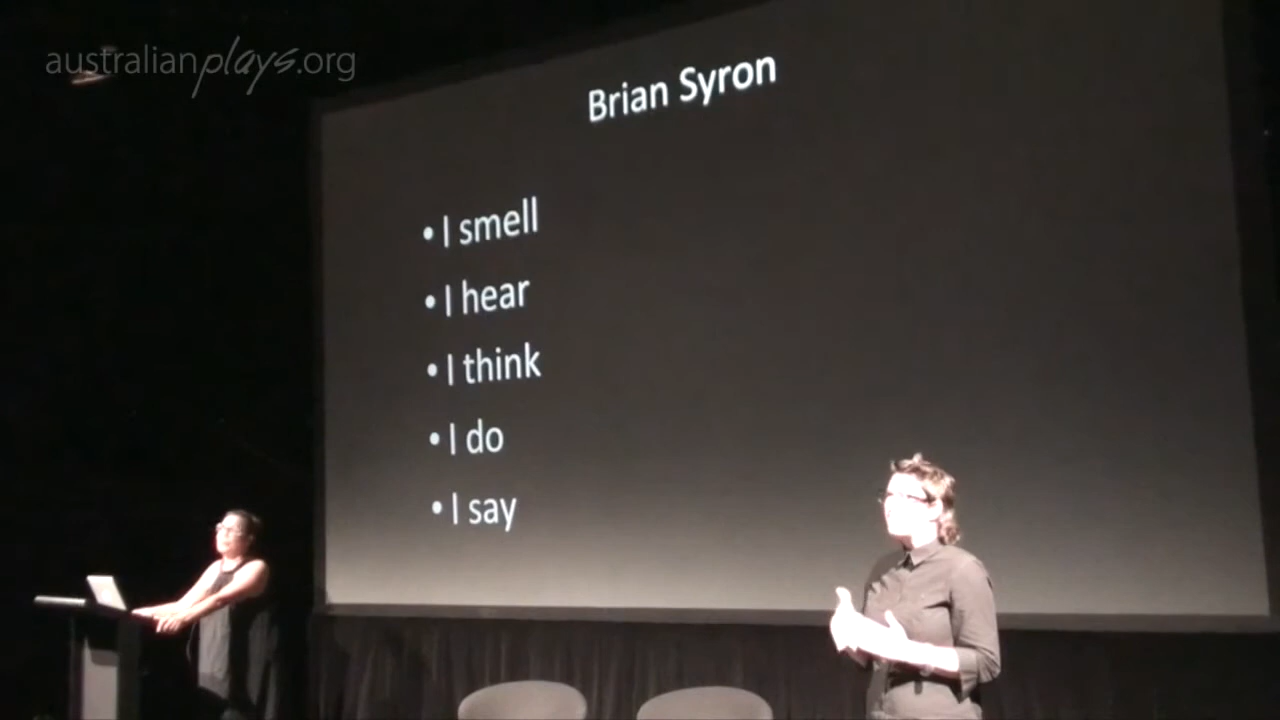 australianplays.org
Brian Syron
• I smell
• I hear
• I think
• I do
• I say